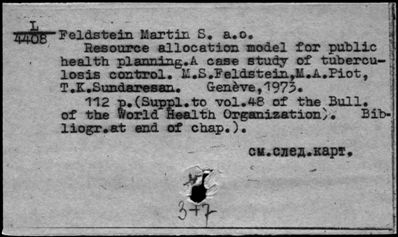 L
4408
Feldstein Martin S. a.o.
Resource allocation model for public
health planning.A case study of tubercu-
losis control. M.S.Feldstein,M.A.Piot,
T.K.Sundaresan. Genève,1973.
112 p.(Suppl.to vol.48 of the Bull.
of the World Health Organization). Bib-
liogr.at end of chap.).
см.след.карт.
3+7